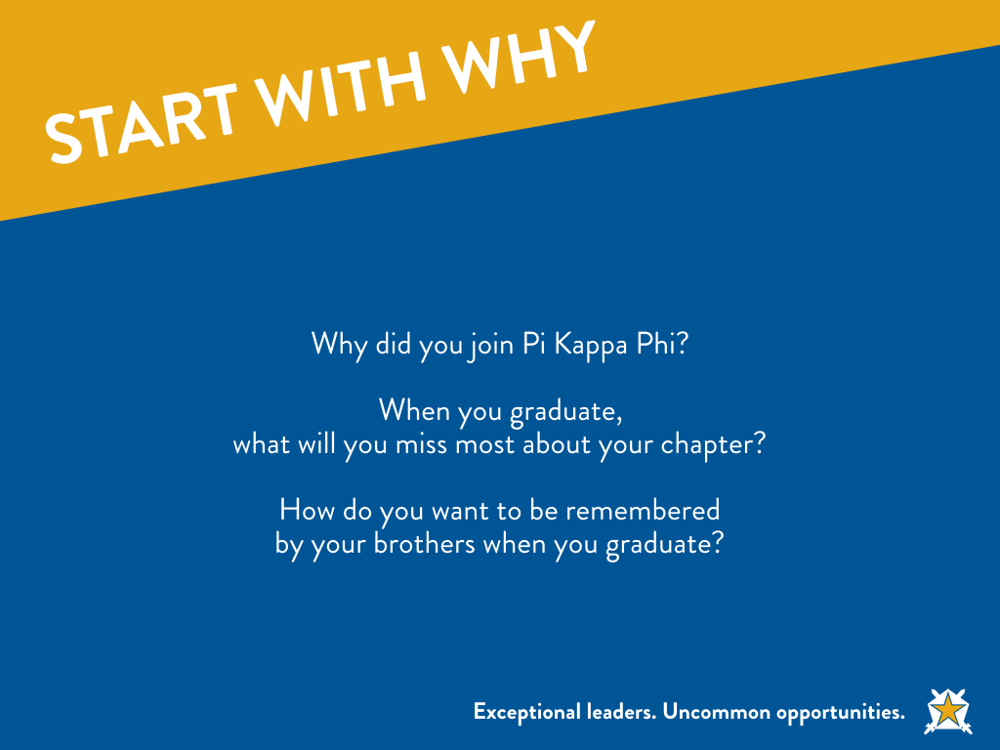 START WITH WHY
Why did you join Pi Kappa Phi?
When you graduate,
what will you miss most about your chapter?
How do you want to be remembered
by your brothers when you graduate?
Exceptional leaders. Uncommon opportunities.